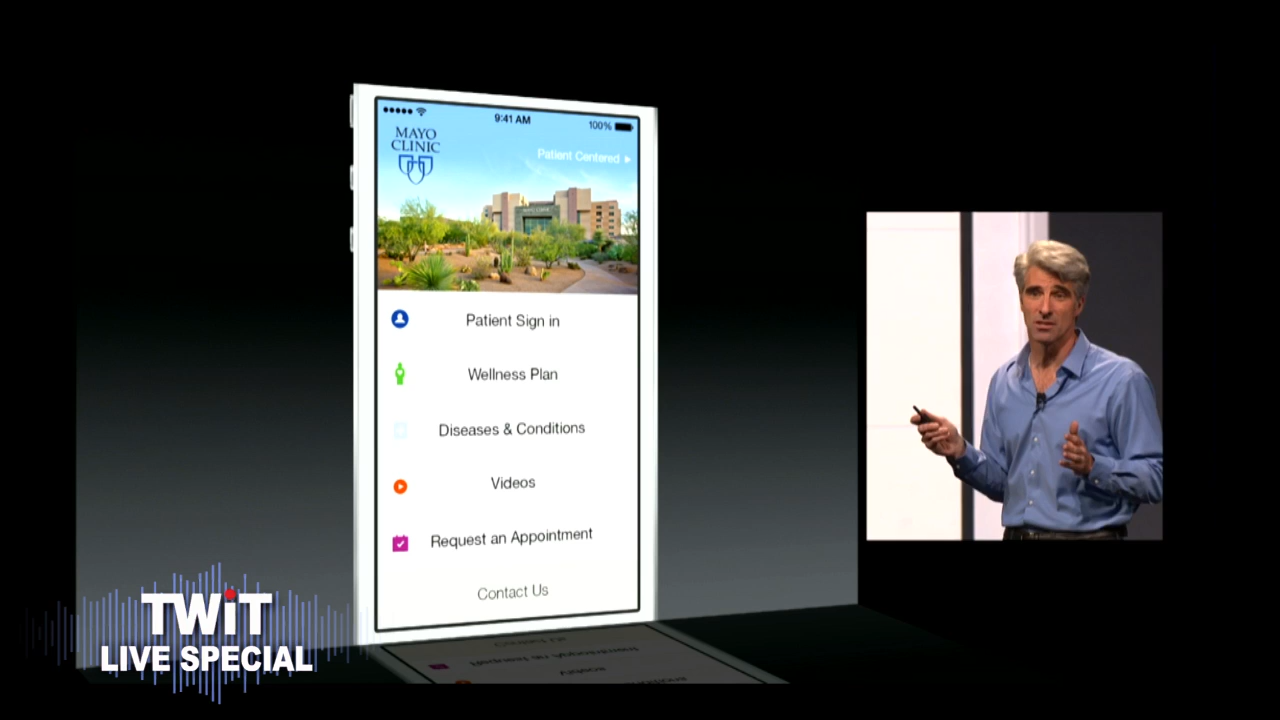 9:41 AM
100%
MAYO
CLINIC
Patient Centered
Patient Sign in
Wellness Plan
Diseases & Conditions
Videos
Request an Appointment
Contact Us
TWiT
LIVE SPECIAL